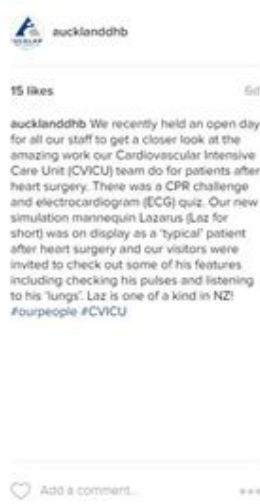 aucklanddhb
15 likes 6d
aucklanddhb We recently held an open day
for all our staff to get a closer look at the
amazing work our Cardiovascular Intensive
Care Unit (CVICU) team do for patients after
heart surgery. There was a CPR challenge
and electrocardiogram (ECG) quiz. Our new
simulation mannequin Lazarus (Laz for
short) was on display as a 'typical' patient
after heart surgery and our visitors were
invited to check out some of his features
including checking his pulses and listening
to his 'lungs'. Laz is one of a kind in NZ!
#ourpeople #CVICU
Add a comment...